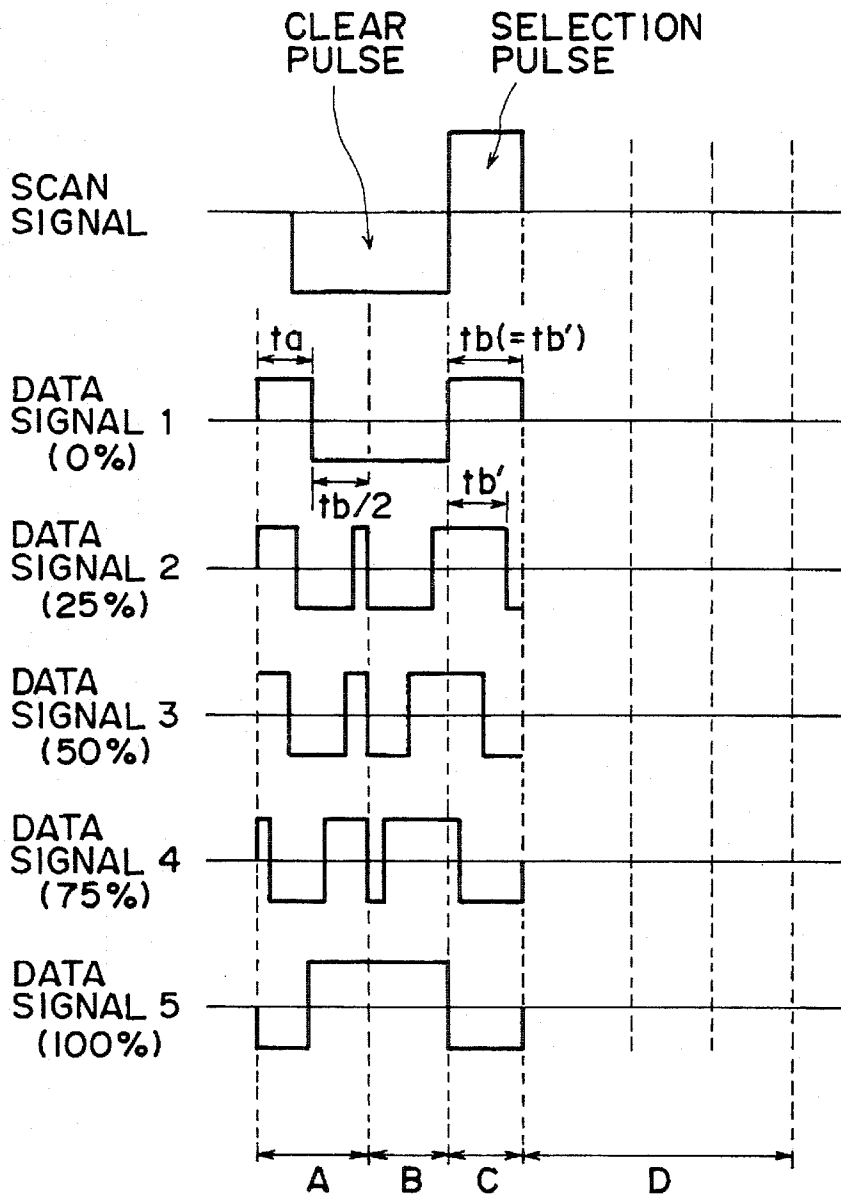 CLEAR
PULSE
SELECTION
PULSE
SCAN
SIGNAL
ta
tb(=tb′)
DATA
SIGNAL 1
(0%)
tb/2
tb′
DATA
SIGNAL 2
(25%)
DATA
SIGNAL 3
(50%)
DATA
SIGNAL 4
(75%)
DATA
SIGNAL 5
(100%)
A B C D